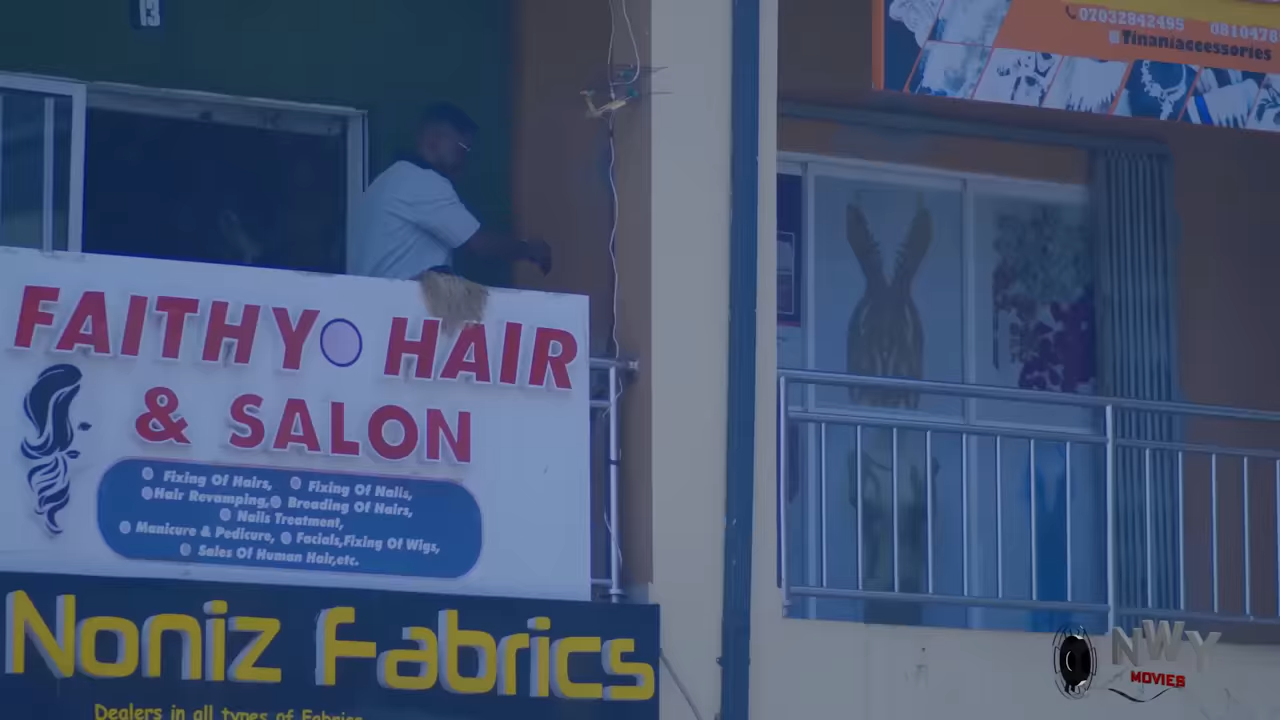 13
07032842495 0810478
Tinaniaccessories
FAITHY HAIR
& SALON
Fixing Of Hairs, Fixing Of Nails,
Hair Revamping, Breading Of Hairs,
Nails Treatment,
Manicure & Pedicure, Facials,Fixing Of Wigs,
Sales Of Human Hair,etc.
Noniz Fabrics
Dealers in all types of Fabrics
NWY
MOVIES